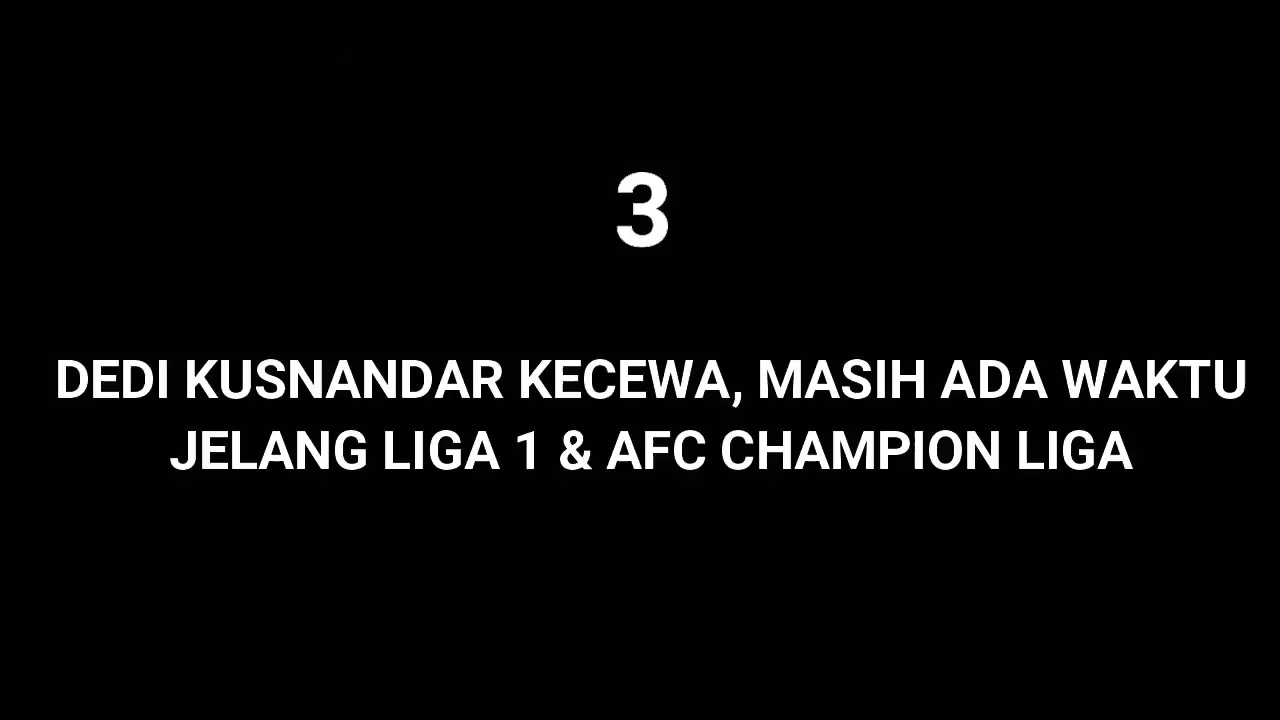 3
DEDI KUSNANDAR KECEWA, MASIH ADA WAKTU
JELANG LIGA 1 & AFC CHAMPION LIGA